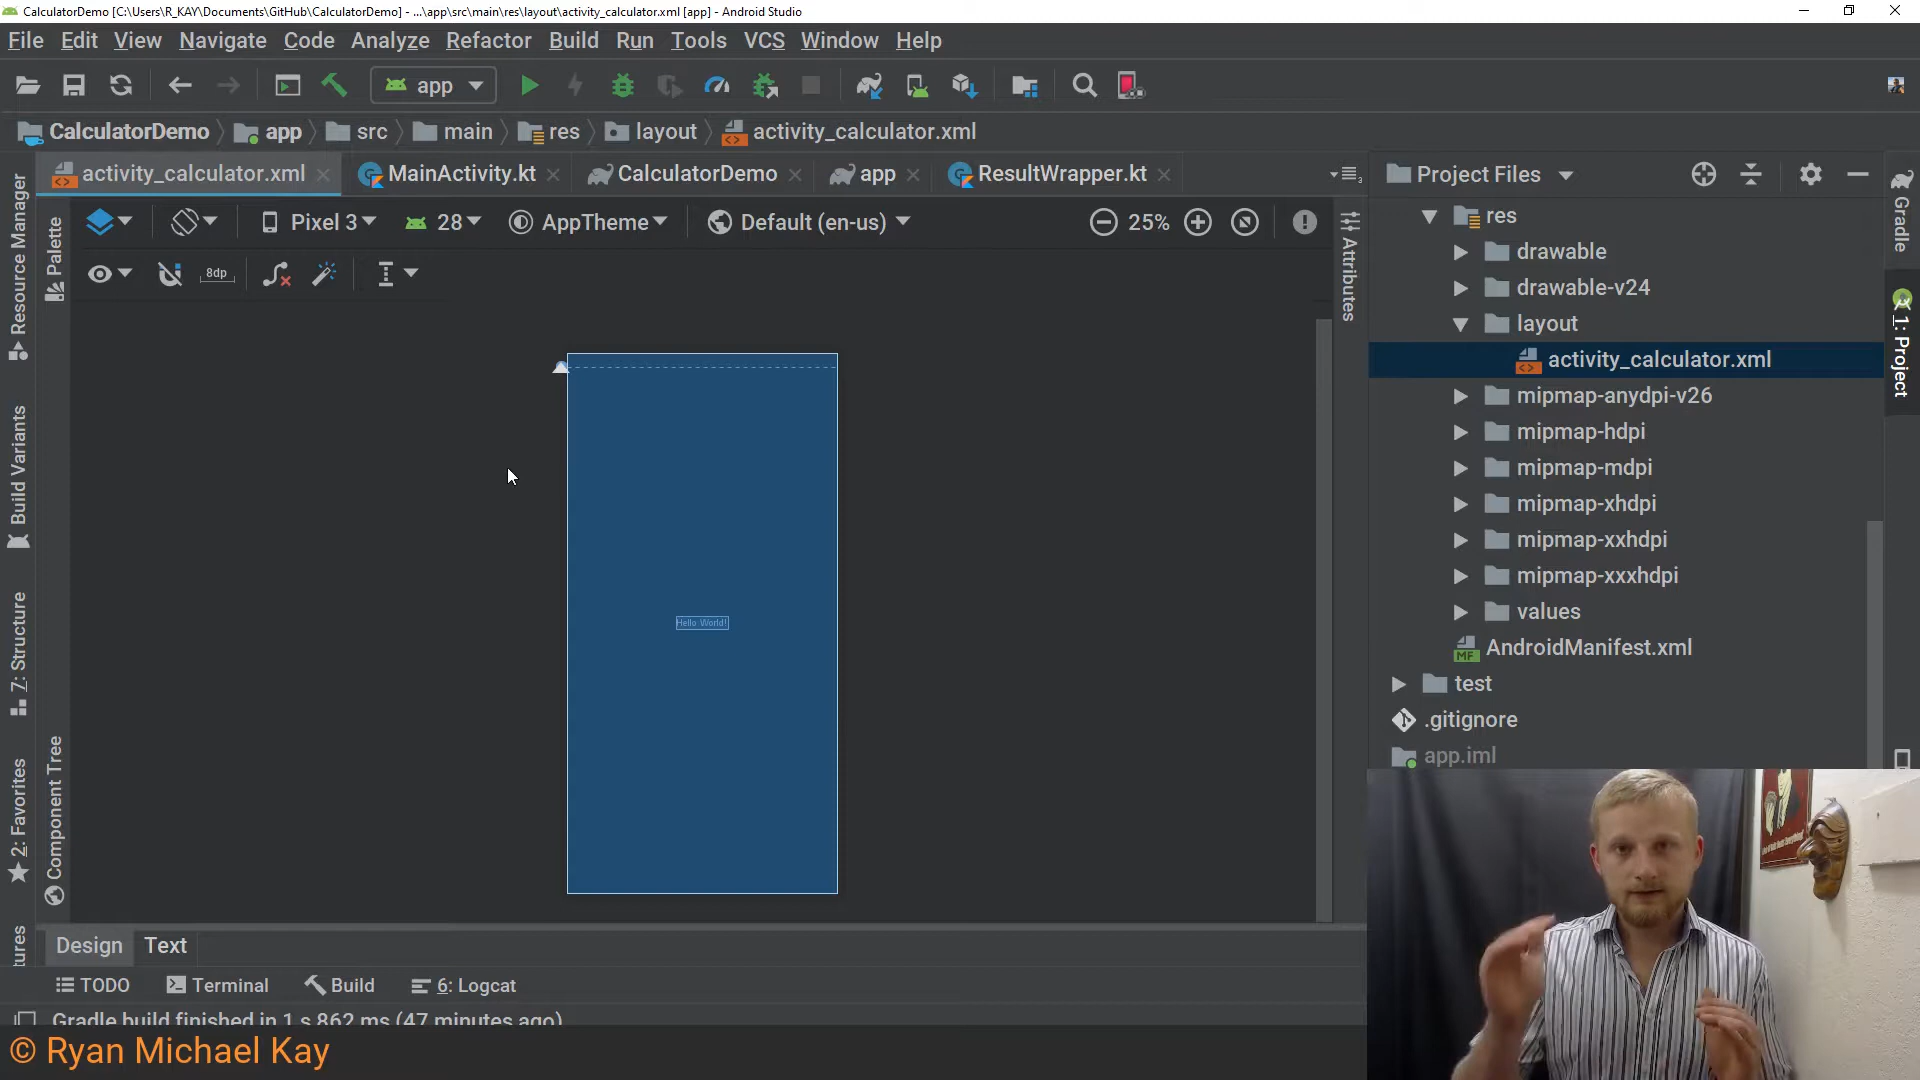 CalculatorDemo [C:\Users\R_KAY\Documents\GitHub\CalculatorDemo] - ...\app\src\main\res\layout\activity_calculator.xml [app] - Android Studio
File Edit View Navigate Code Analyze Refactor Build Run Tools VCS Window Help
app
CalculatorDemo app src main res layout activity_calculator.xml
activity_calculator.xml MainActivity.kt CalculatorDemo app ResultWrapper.kt
Project Files
Pixel 3 28 AppTheme Default (en-us) 25%
8dp
Resource Manager
Build Variants
7: Structure
2: Favorites
Palette
Component Tree
Hello World!
Attributes
res
drawable
drawable-v24
layout
activity_calculator.xml
mipmap-anydpi-v26
mipmap-hdpi
mipmap-mdpi
mipmap-xhdpi
mipmap-xxhdpi
mipmap-xxxhdpi
values
MF AndroidManifest.xml
test
.gitignore
app.iml
Gradle
1: Project
Design Text
TODO Terminal Build 6: Logcat
Gradle build finished in 1 s 862 ms (47 minutes ago)
© Ryan Michael Kay